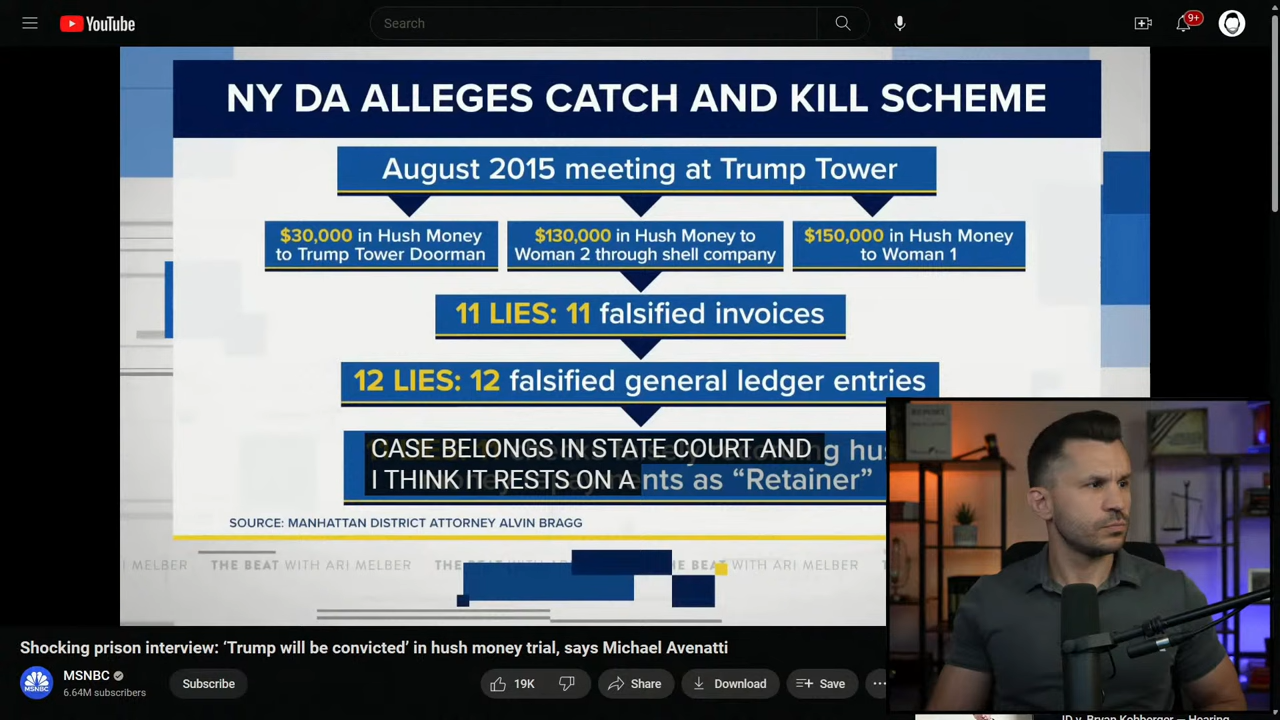 YouTube
Search
9+
NY DA ALLEGES CATCH AND KILL SCHEME
August 2015 meeting at Trump Tower
$30,000 in Hush Money
to Trump Tower Doorman
$130,000 in Hush Money to
Woman 2 through shell company
$150,000 in Hush Money
to Woman 1
11 LIES: 11 falsified invoices
12 LIES: 12 falsified general ledger entries
CASE BELONGS IN STATE COURT AND
I THINK IT RESTS ON A
as “Retainer”
SOURCE: MANHATTAN DISTRICT ATTORNEY ALVIN BRAGG
MELBER THE BEAT WITH ARI MELBER WITH ARI MELBER
Shocking prison interview: ‘Trump will be convicted’ in hush money trial, says Michael Avenatti
MSNBC
6.64M subscribers
Subscribe
19K
Share
Download
Save